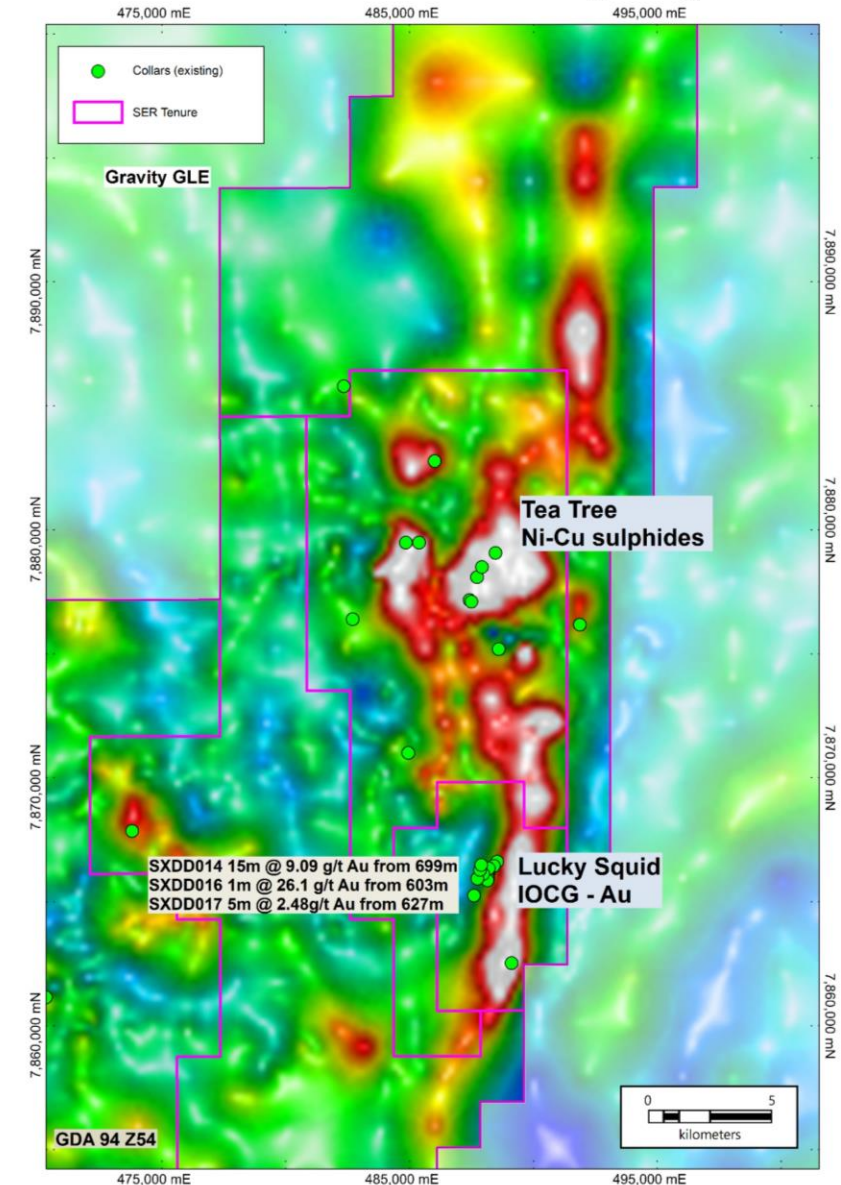 475,000 mE
485,000 mE
495,000 mE
Collars (existing)
SER Tenure
Gravity GLE
7,890,000 mN
7,890,000 mN
Tea Tree
Ni-Cu sulphides
7,880,000 mN
7,880,000 mN
7,870,000 mN
7,870,000 mN
SXDD014 15m @ 9.09 g/t Au from 699m
SXDD016 1m @ 26.1 g/t Au from 603m
SXDD017 5m @ 2.48g/t Au from 627m
Lucky Squid
IOCG - Au
7,860,000 mN
7,860,000 mN
0 5
kilometers
GDA 94 Z54
475,000 mE
485,000 mE
495,000 mE